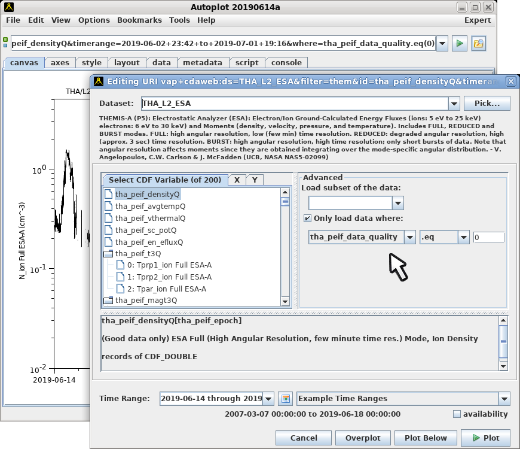 Autoplot 20190614a
File Edit View Options Bookmarks Tools Help Expert
peif_densityQ&timerange=2019-06-02+23:42+to+2019-07-01+19:16&where=tha_peif_data_quality.eq(0)
canvas axes style layout data metadata script console
THA/L2
N_ion Full ESA-A (cm^-3)
10^0
10^-1
10^-2
2019-06-14
Editing URI vap+cdaweb:ds=THA_L2_ESA&filter=them&id=tha_peif_densityQ&timer
Dataset: THA_L2_ESA Pick...
THEMIS-A (P5): Electrostatic Analyzer (ESA): Electron/Ion Ground-Calculated Energy Fluxes (ions: 5 eV to 25 keV)
electrons: 6 eV to 30 keV) and Moments (density, velocity, pressure, and temperature). Includes FULL, REDUCED and
BURST modes. FULL: high angular resolution, low (few min) time resolution. REDUCED: degraded angular resolution, high
(approx. 3 sec) time resolution. BURST: high angular resolution, high time resolution; only short bursts of data. Note that
angular resolution affects moments since they are obtained integrating over the mode-specific angular distribution. - V.
Angelopoulos, C.W. Carlson & J. McFadden (UCB, NASA NAS5-02099)
Select CDF Variable (of 200) X Y
tha_peif_densityQ
tha_peif_avgtempQ
tha_peif_vthermalQ
tha_peif_sc_potQ
tha_peif_en_efluxQ
tha_peif_t3Q
0: Tprp1_ion Full ESA-A
1: Tprp2_ion Full ESA-A
2: Tpar_ion Full ESA-A
tha_peif_magt3Q
Advanced
Load subset of the data:
Only load data where:
tha_peif_data_quality .eq 0
tha_peif_densityQ[tha_peif_epoch]
(Good data only) ESA Full (High Angular Resolution, few minute time res.) Mode, Ion Density
records of CDF_DOUBLE
Time Range: 2019-06-14 through 2019 Example Time Ranges
2007-03-07 00:00:00 to 2019-06-18 00:00:00
availability
Cancel Overplot Plot Below Plot